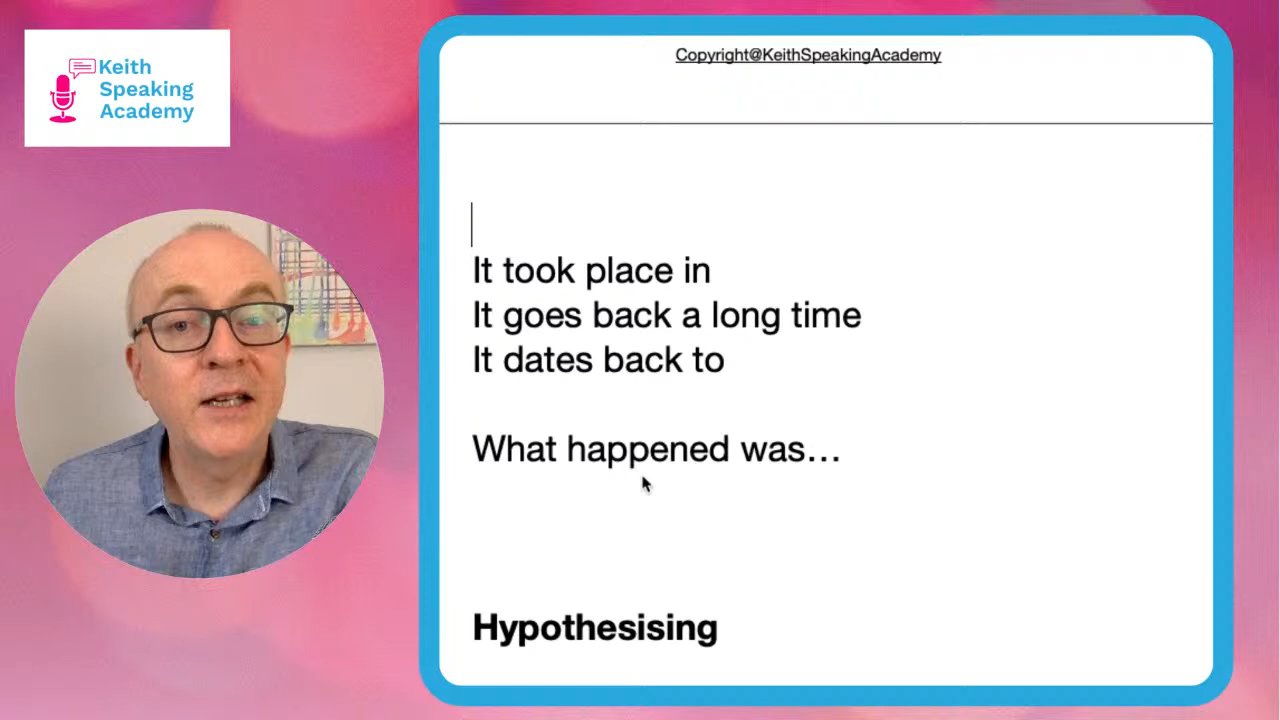 Keith
Speaking
Academy
Copyright@KeithSpeakingAcademy
It took place in
It goes back a long time
It dates back to
What happened was…
Hypothesising